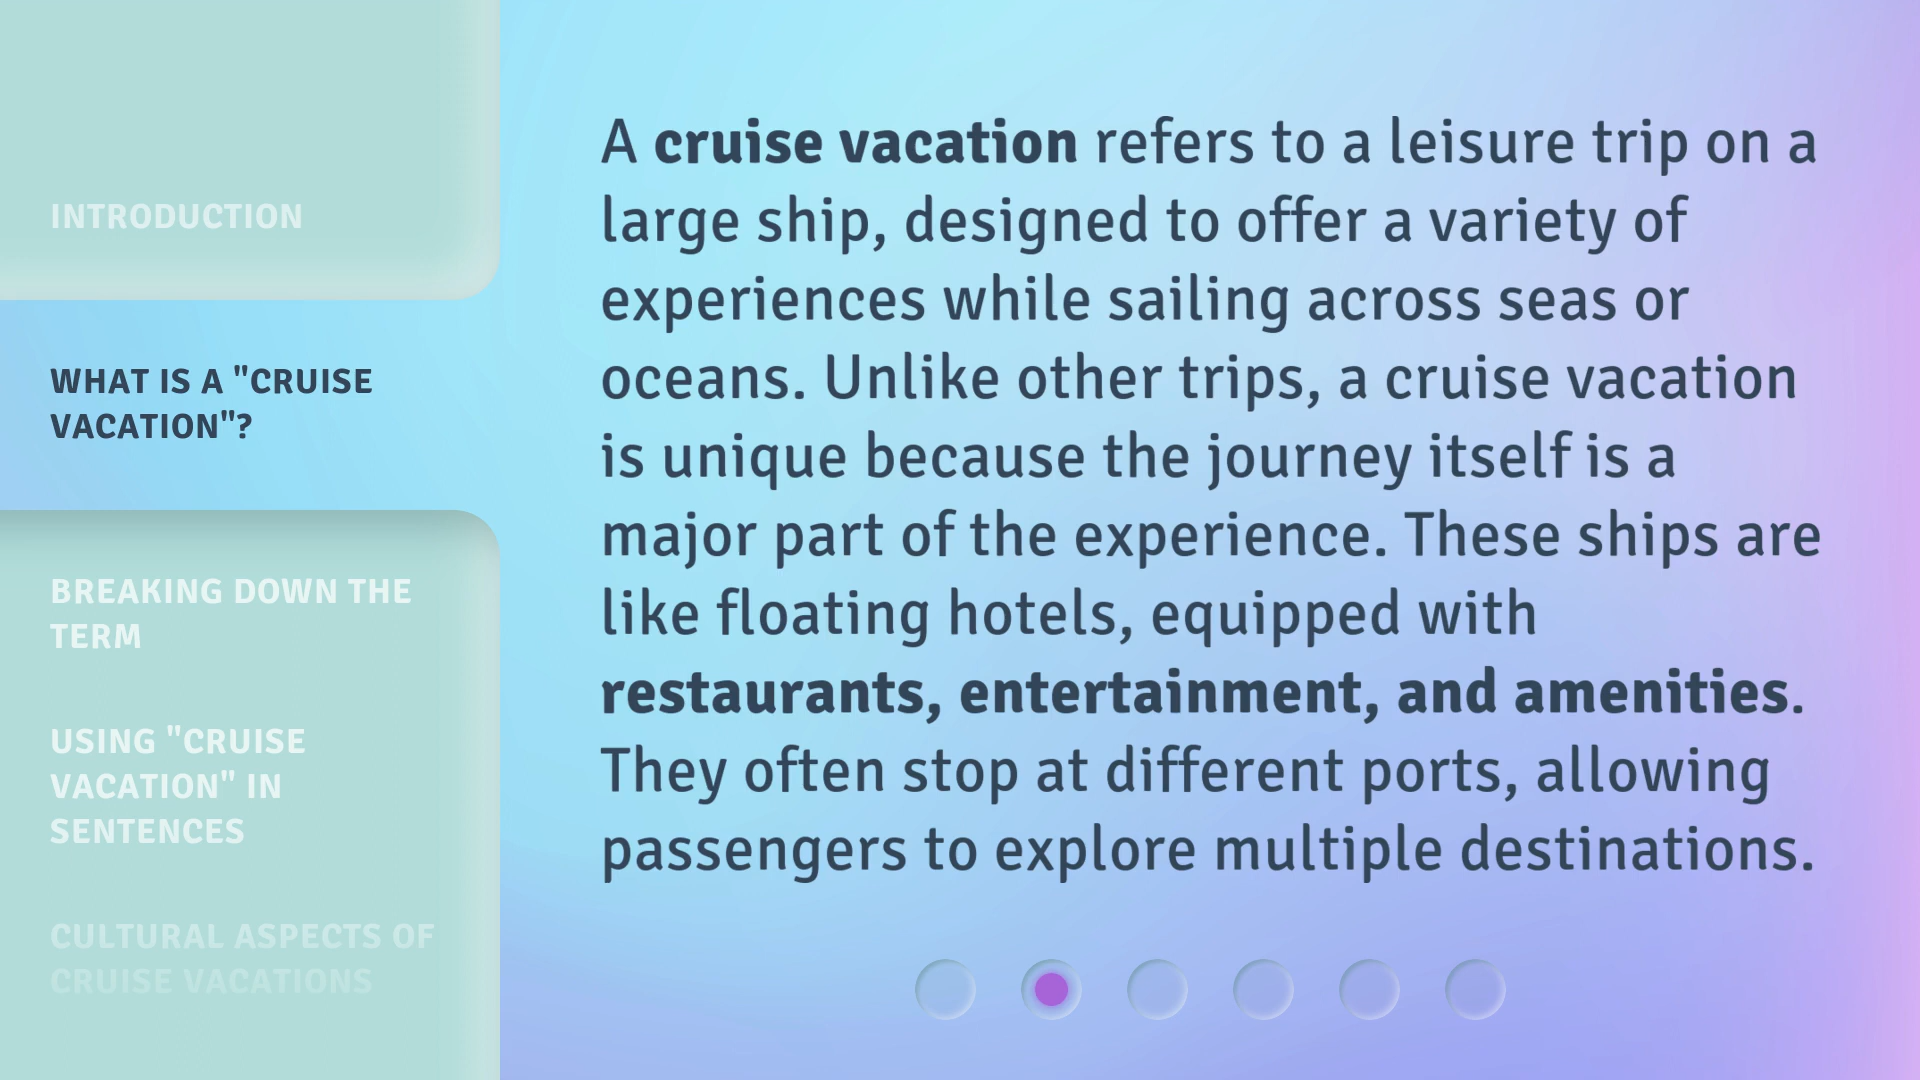 INTRODUCTION
WHAT IS A "CRUISE
VACATION"?
BREAKING DOWN THE
TERM
USING "CRUISE
VACATION" IN
SENTENCES
CULTURAL ASPECTS OF
CRUISE VACATIONS
A cruise vacation refers to a leisure trip on a
large ship, designed to offer a variety of
experiences while sailing across seas or
oceans. Unlike other trips, a cruise vacation
is unique because the journey itself is a
major part of the experience. These ships are
like floating hotels, equipped with
restaurants, entertainment, and amenities.
They often stop at different ports, allowing
passengers to explore multiple destinations.